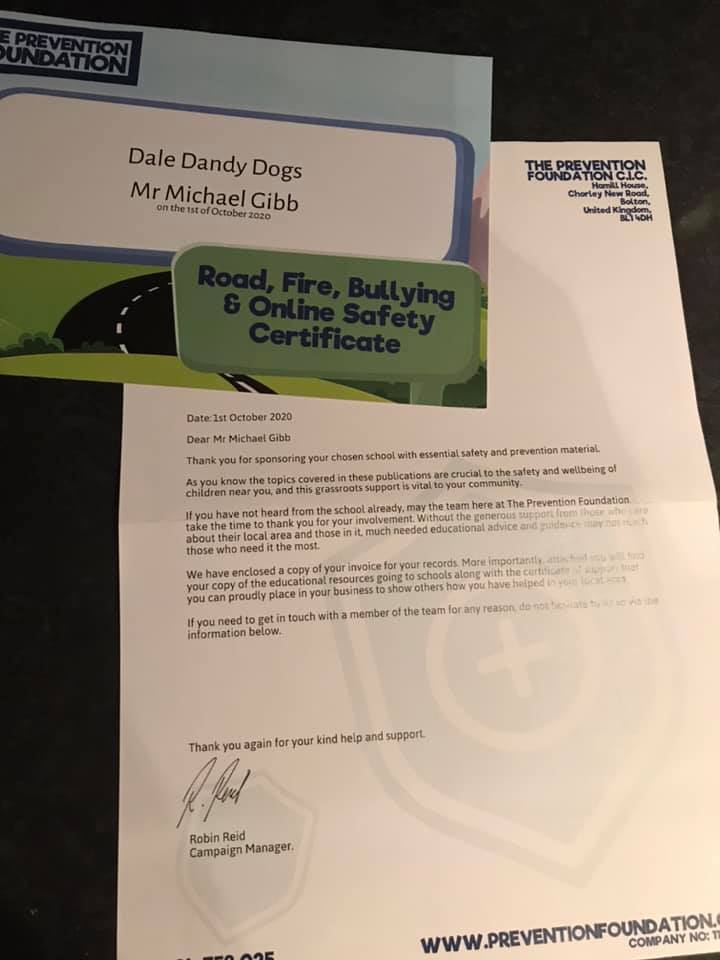 E PREVENTION
OUNDATION
Dale Dandy Dogs
Mr Michael Gibb
on the 1st of October 2020
Road, Fire, Bullying
& Online Safety
Certificate
THE PREVENTION
FOUNDATION C.I.C.
Hamill House,
Chorley New Road,
Bolton,
United Kingdom,
BL1 4DH
Date:1st October 2020
Dear Mr Michael Gibb
Thank you for sponsoring your chosen school with essential safety and prevention material.
As you know the topics covered in these publications are crucial to the safety and wellbeing of
children near you, and this grassroots support is vital to your community.
If you have not heard from the school already, may the team here at The Prevention Foundation
take the time to thank you for your involvement. Without the generous support from those who care
about their local area and those in it, much needed educational advice and guidance may not reach
those who need it the most.
We have enclosed a copy of your invoice for your records. More importantly, attached you will find
your copy of the educational resources going to schools along with the certificate of support that
you can proudly place in your business to show others how you have helped in your local area.
If you need to get in touch with a member of the team for any reason, do not hesitate to do so via the
information below.
Thank you again for your kind help and support.
R. Reid
Robin Reid
Campaign Manager.
WWW.PREVENTIONFOUNDATION.
COMPANY NO: 11